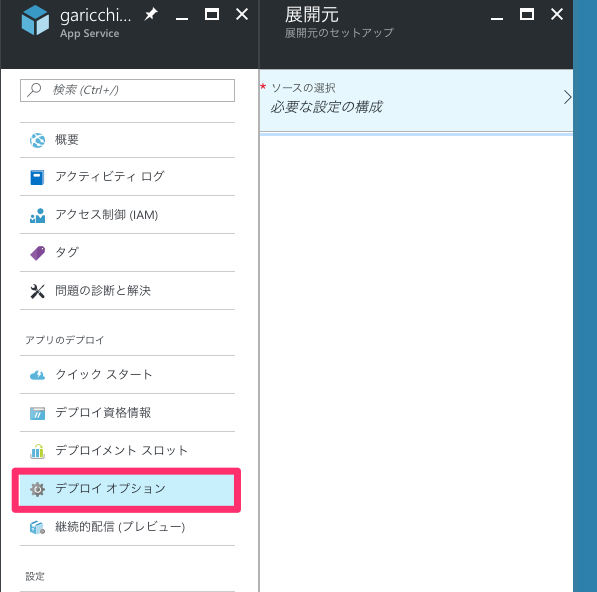 garicchi...
App Service
検索 (Ctrl+/)
概要
アクティビティ ログ
アクセス制御 (IAM)
タグ
問題の診断と解決
アプリのデプロイ
クイック スタート
デプロイ資格情報
デプロイメント スロット
デプロイ オプション
継続的配信 (プレビュー)
設定
展開元
展開元のセットアップ
* ソースの選択
必要な設定の構成